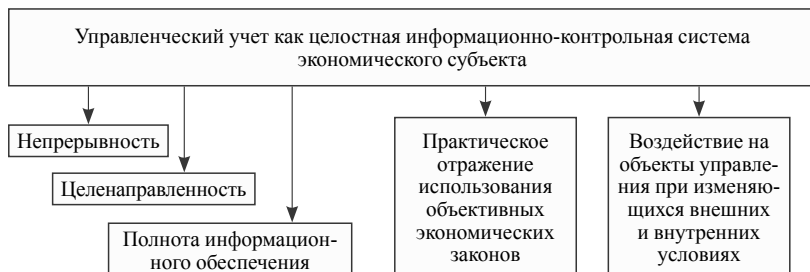 Управленческий учет как целостная информационно-контрольная система
экономического субъекта
Непрерывность
Целенаправленность
Полнота информацион-
ного обеспечения
Практическое
отражение
использования
объективных
экономических
законов
Воздействие на
объекты управле-
ния при изменяю-
щихся внешних
и внутренних
условиях